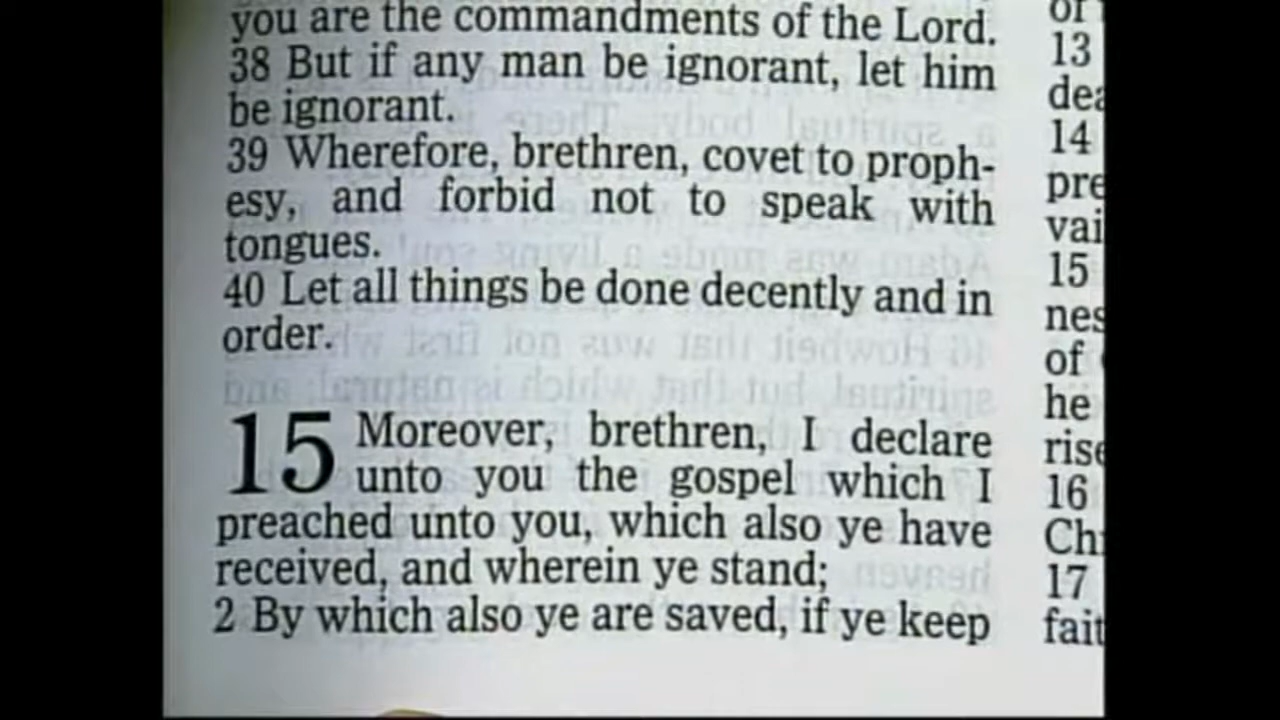 you are the commandments of the Lord.
38 But if any man be ignorant, let him
be ignorant.
39 Wherefore, brethren, covet to proph-
esy, and forbid not to speak with
tongues.
40 Let all things be done decently and in
order.
15 Moreover, brethren, I declare
unto you the gospel which I
preached unto you, which also ye have
received, and wherein ye stand;
2 By which also ye are saved, if ye keep
13
14
15
of
he
16
17